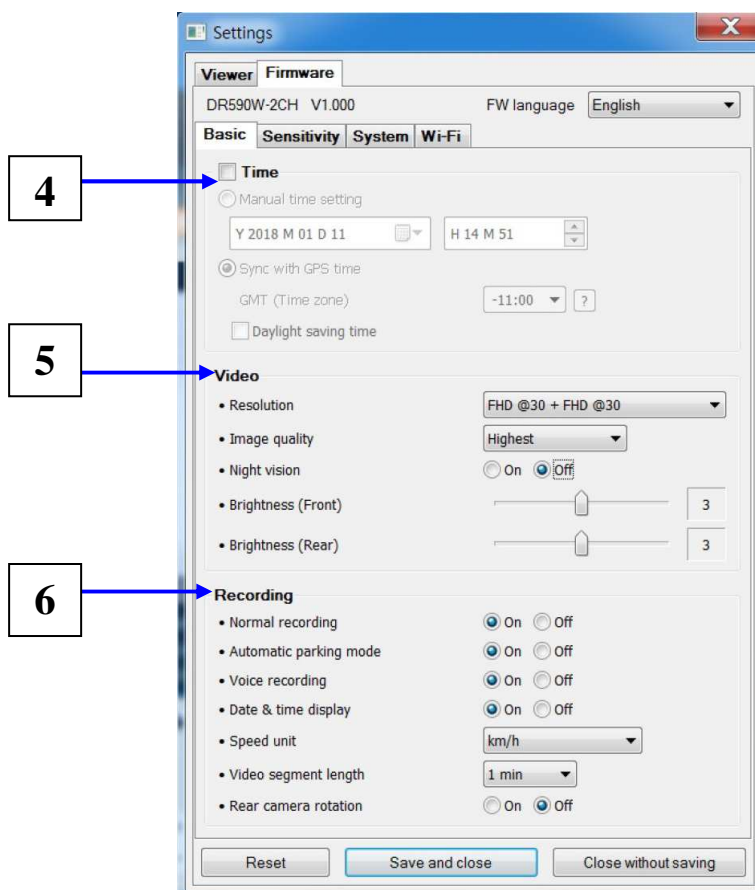 Settings
X
Viewer Firmware
DR590W-2CH V1.000 FW language English
Basic Sensitivity System Wi-Fi
4
Time
Manual time setting
Y 2018 M 01 D 11 H 14 M 51
Sync with GPS time
GMT (Time zone) -11:00 ?
Daylight saving time
5
Video
• Resolution FHD @30 + FHD @30
• Image quality Highest
• Night vision On Off
• Brightness (Front) 3
• Brightness (Rear) 3
6
Recording
• Normal recording On Off
• Automatic parking mode On Off
• Voice recording On Off
• Date & time display On Off
• Speed unit km/h
• Video segment length 1 min
• Rear camera rotation On Off
Reset Save and close Close without saving